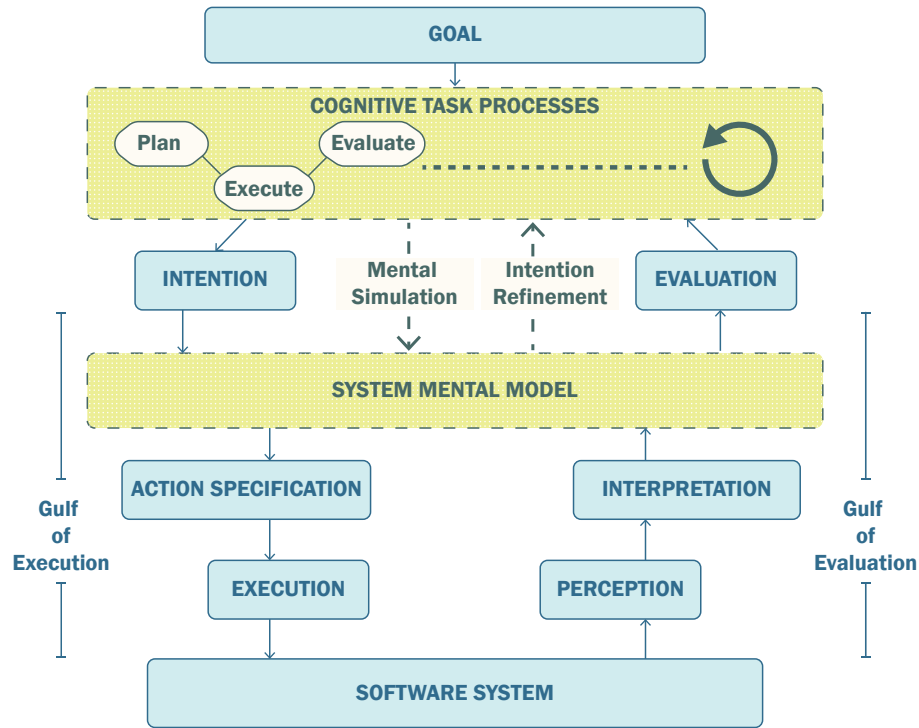 GOAL
COGNITIVE TASK PROCESSES
Plan
Evaluate
Execute
INTENTION
Mental
Simulation
Intention
Refinement
EVALUATION
SYSTEM MENTAL MODEL
ACTION SPECIFICATION
INTERPRETATION
Gulf
of
Execution
Gulf
of
Evaluation
EXECUTION
PERCEPTION
SOFTWARE SYSTEM